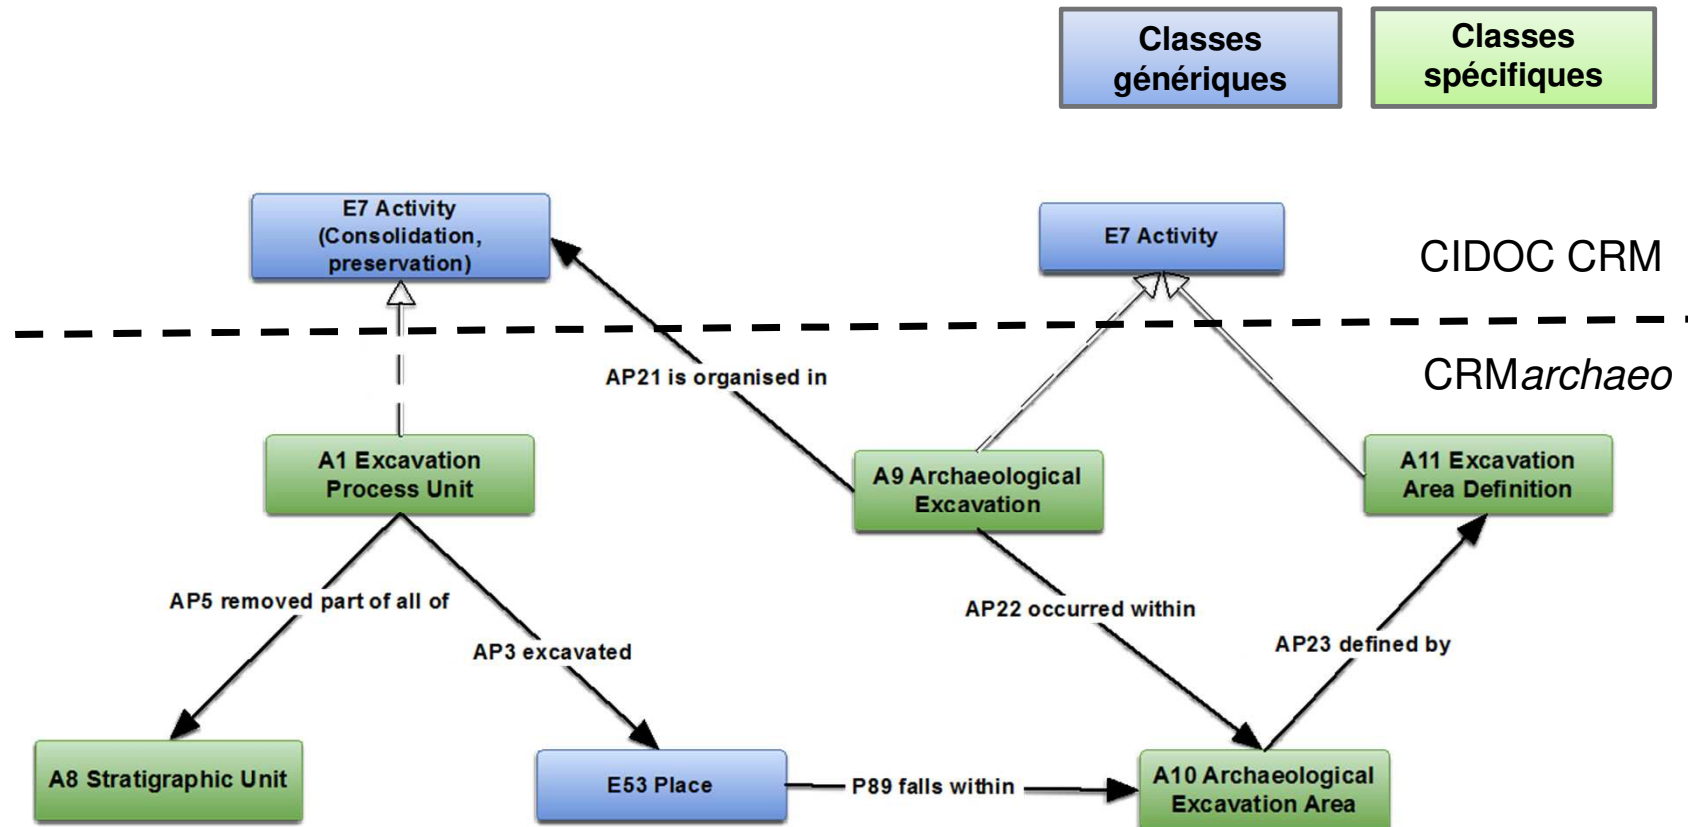 Classes
génériques
Classes
spécifiques
E7 Activity
(Consolidation,
preservation)
E7 Activity
CIDOC CRM
CRMarchaeo
AP21 is organised in
A1 Excavation
Process Unit
A9 Archaeological
Excavation
A11 Excavation
Area Definition
AP5 removed part of all of
AP3 excavated
AP22 occurred within
AP23 defined by
A8 Stratigraphic Unit
E53 Place
P89 falls within
A10 Archaeological
Excavation Area